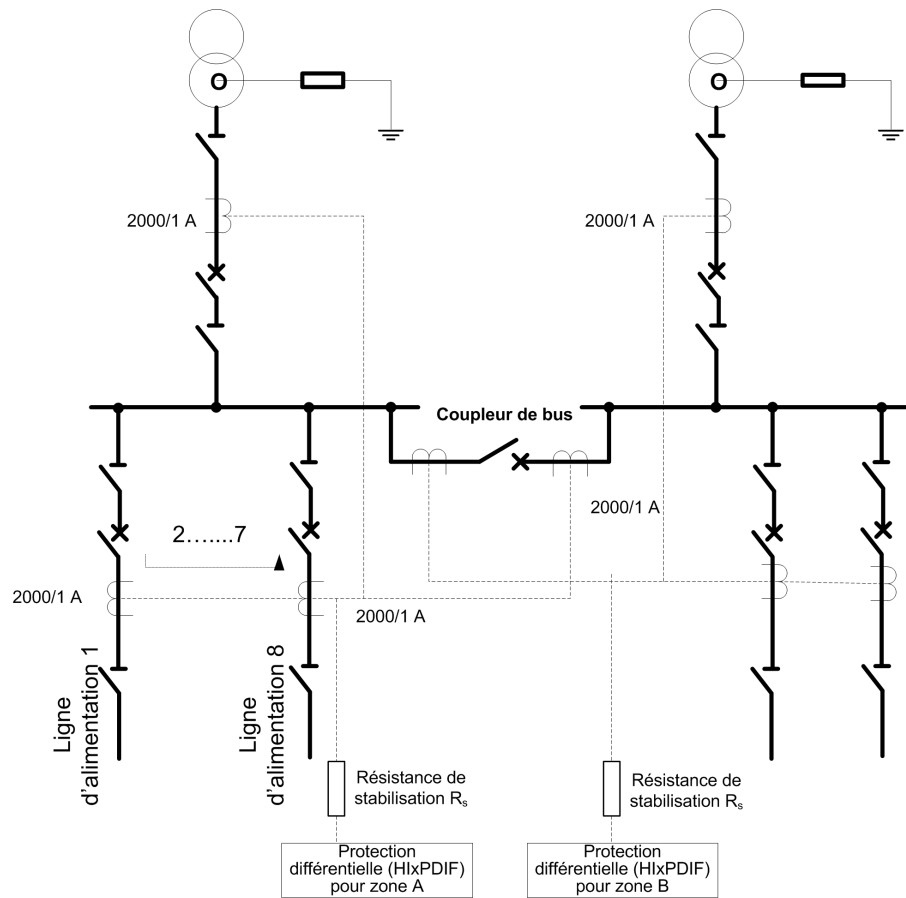 O
O
2000/1 A
2000/1 A
Coupleur de bus
2…....7
2000/1 A
2000/1 A
2000/1 A
Ligne
d'alimentation 1
Ligne
d'alimentation 8
Résistance de
stabilisation Rs
Résistance de
stabilisation Rs
Protection
différentielle (HIxPDIF)
pour zone A
Protection
différentielle (HIxPDIF)
pour zone B